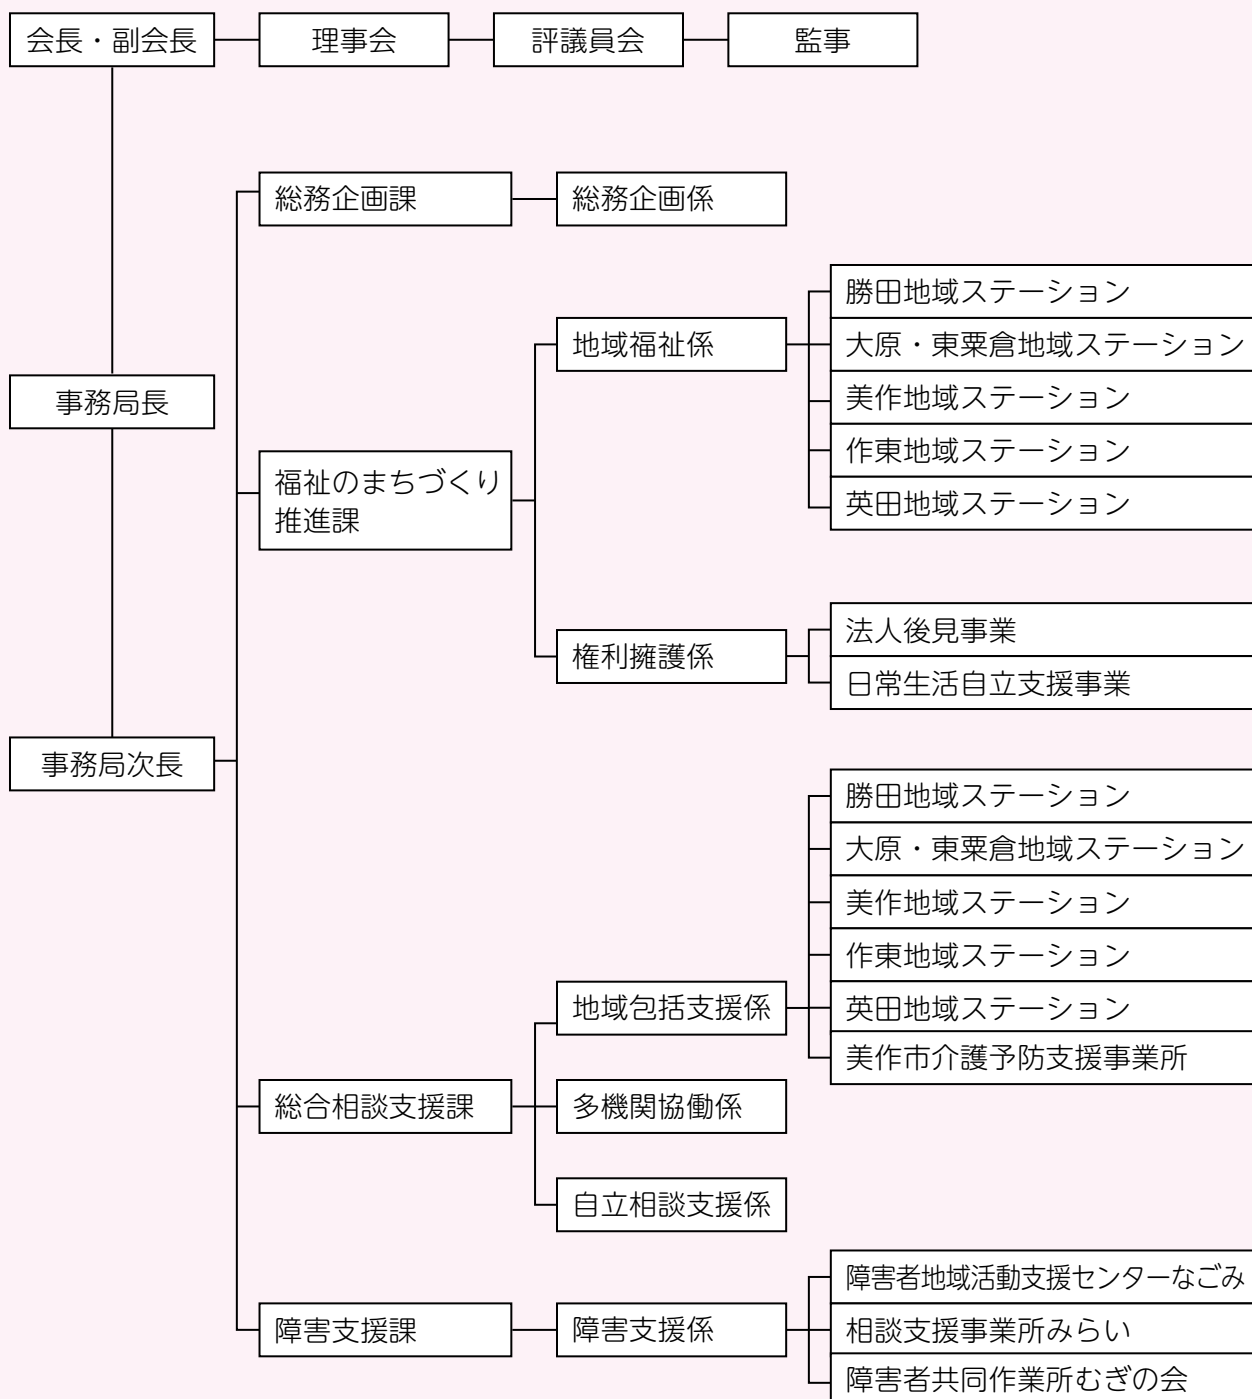 会長・副会長
理事会
評議員会
監事
総務企画課
総務企画係
勝田地域ステーション
地域福祉係
大原・東粟倉地域ステーション
美作地域ステーション
事務局長
作東地域ステーション
福祉のまちづくり
推進課
英田地域ステーション
法人後見事業
権利擁護係
日常生活自立支援事業
事務局次長
勝田地域ステーション
大原・東粟倉地域ステーション
美作地域ステーション
作東地域ステーション
地域包括支援係
英田地域ステーション
美作市介護予防支援事業所
総合相談支援課
多機関協働係
自立相談支援係
障害者地域活動支援センターなごみ
障害支援課
障害支援係
相談支援事業所みらい
障害者共同作業所むぎの会